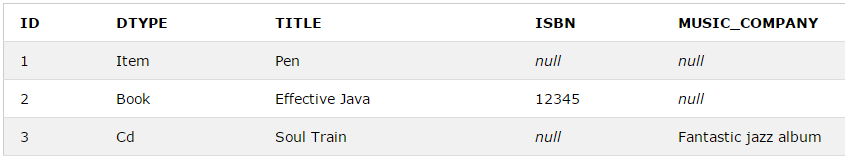 ID DTYPE TITLE ISBN MUSIC_COMPANY
1 Item Pen null null
2 Book Effective Java 12345 null
3 Cd Soul Train null Fantastic jazz album